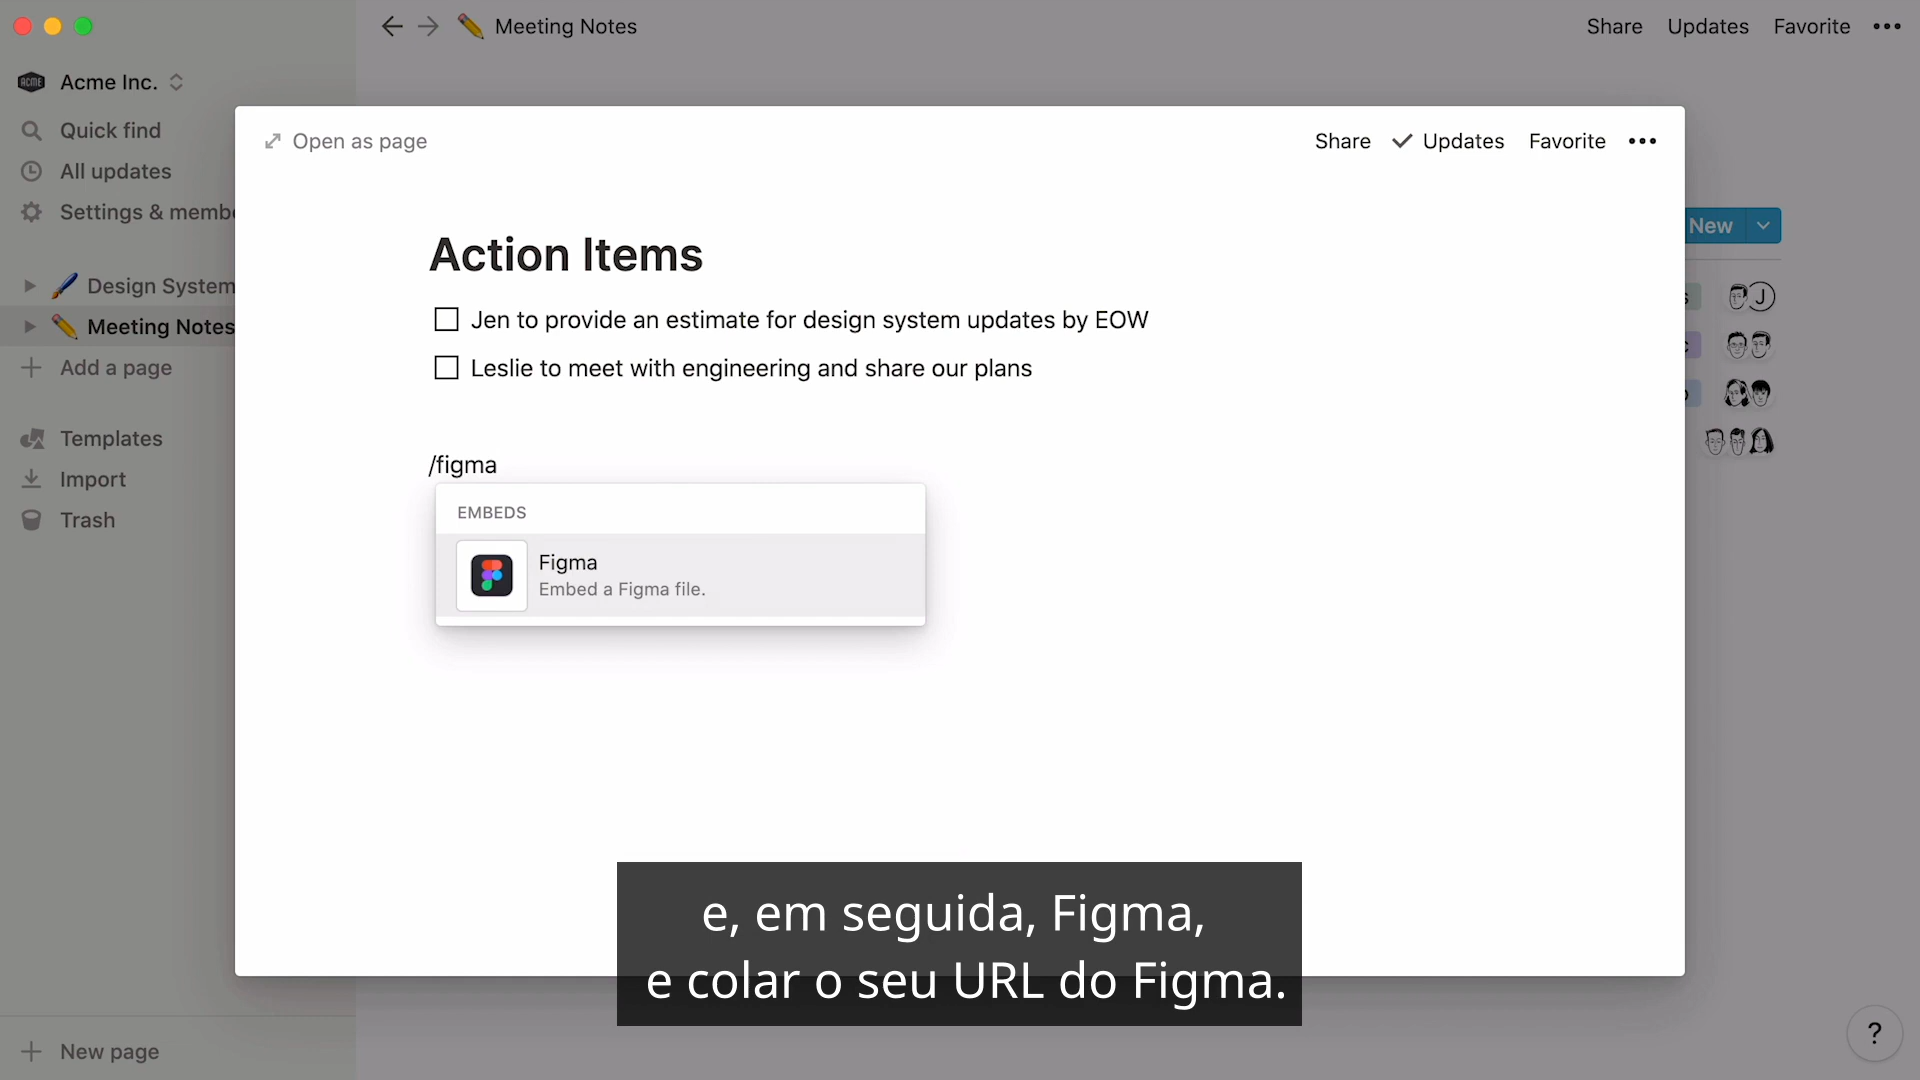 Meeting Notes
Share Updates Favorite
ACME Acme Inc.
Quick find
All updates
Settings & membe
Design System
Meeting Notes
Add a page
Templates
Import
Trash
New page
Open as page
Share Updates Favorite
Action Items
Jen to provide an estimate for design system updates by EOW
Leslie to meet with engineering and share our plans
/figma
EMBEDS
Figma
Embed a Figma file.
New
J
e, em seguida, Figma,
e colar o seu URL do Figma.
?